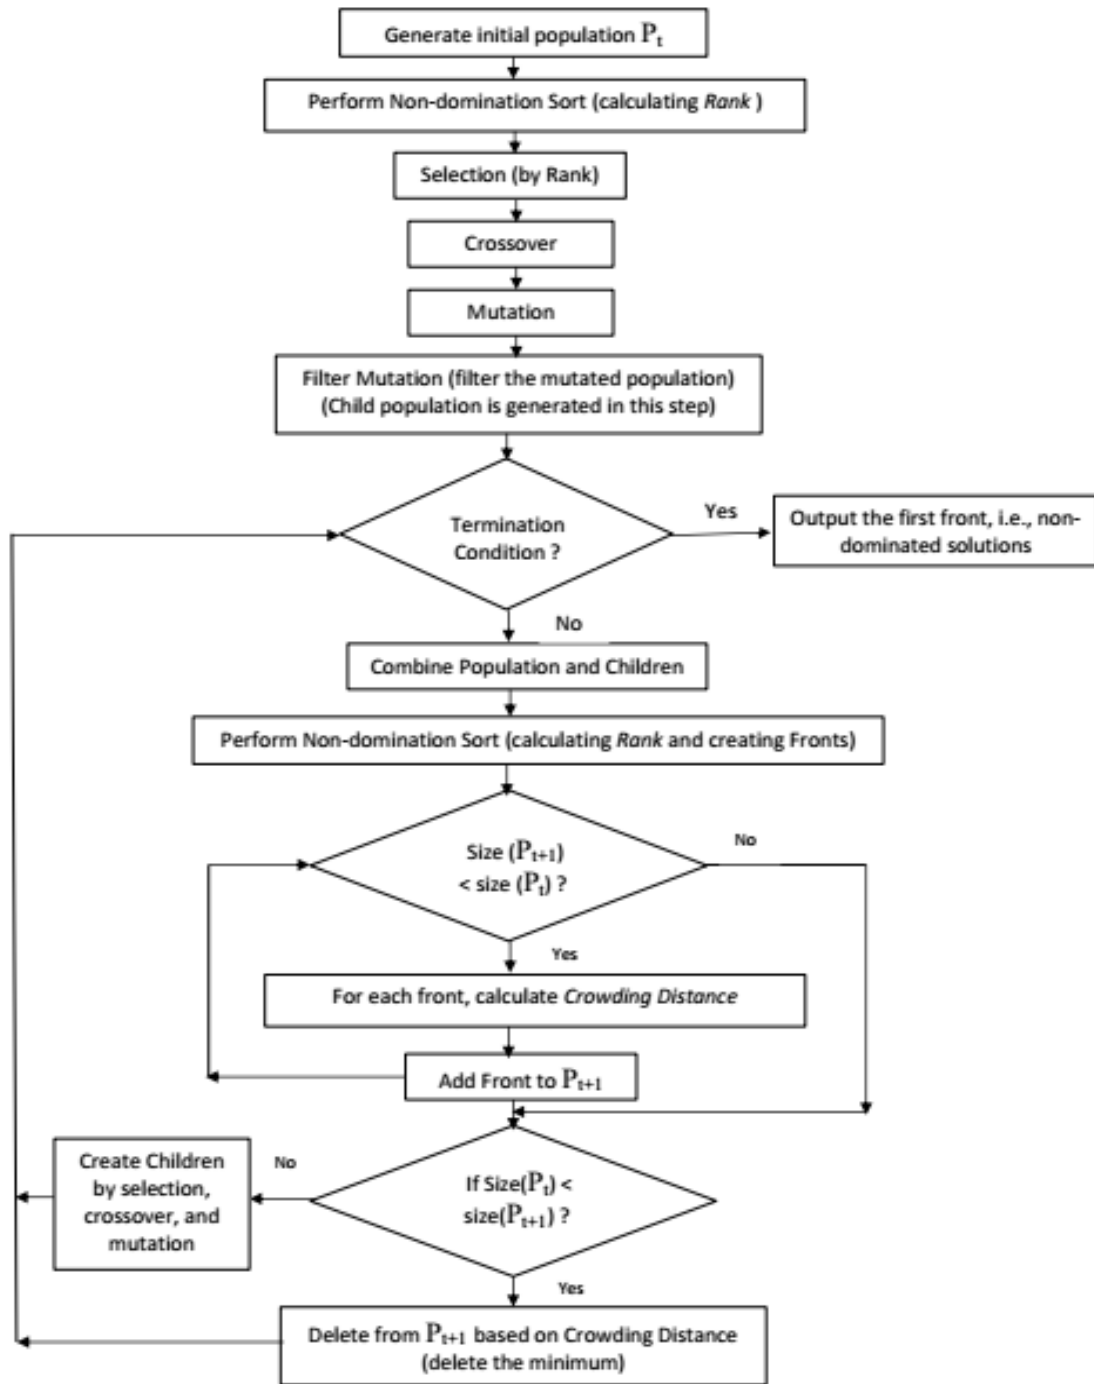 Generate initial population Pt
Perform Non-domination Sort (calculating Rank )
Selection (by Rank)
Crossover
Mutation
Filter Mutation (filter the mutated population)
(Child population is generated in this step)
Termination
Condition ?
Yes
Output the first front, i.e., non-
dominated solutions
No
Combine Population and Children
Perform Non-domination Sort (calculating Rank and creating Fronts)
Size (Pt+1)
< size (Pt) ?
No
Yes
For each front, calculate Crowding Distance
Add Front to Pt+1
Create Children
by selection,
crossover, and
mutation
No
If Size(Pt) <
size(Pt+1) ?
Yes
Delete from Pt+1 based on Crowding Distance
(delete the minimum)